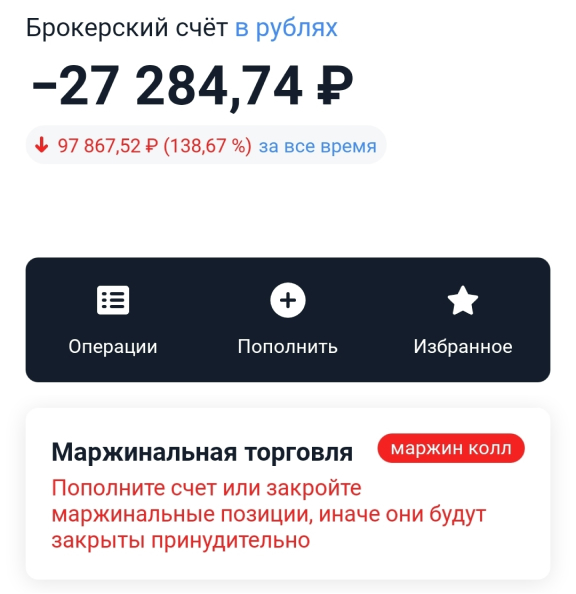 Брокерский счёт в рублях
−27 284,74 ₽
97 867,52 ₽ (138,67 %) за все время
Операции
Пополнить
Избранное
Маржинальная торговля
маржин колл
Пополните счет или закройте
маржинальные позиции, иначе они будут
закрыты принудительно